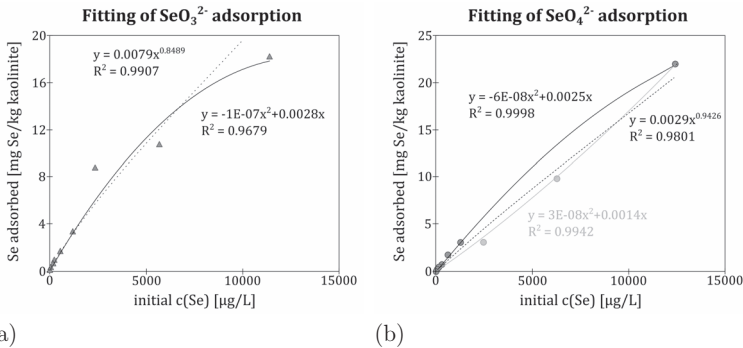 Fitting of SeO₃²⁻ adsorption
Se adsorbed [mg Se/kg kaolinite]
20
16
12
8
4
0
y = 0.0079x^0.8489
R² = 0.9907
y = -1E-07x²+0.0028x
R² = 0.9679
0
5000
10000
15000
initial c(Se) [µg/L]
a)
Fitting of SeO₄²⁻ adsorption
Se adsorbed [mg Se/kg kaolinite]
25
20
15
10
5
0
y = -6E-08x²+0.0025x
R² = 0.9998
y = 0.0029x^0.9426
R² = 0.9801
y = 3E-08x²+0.0014x
R² = 0.9942
0
5000
10000
15000
initial c(Se) [µg/L]
(b)